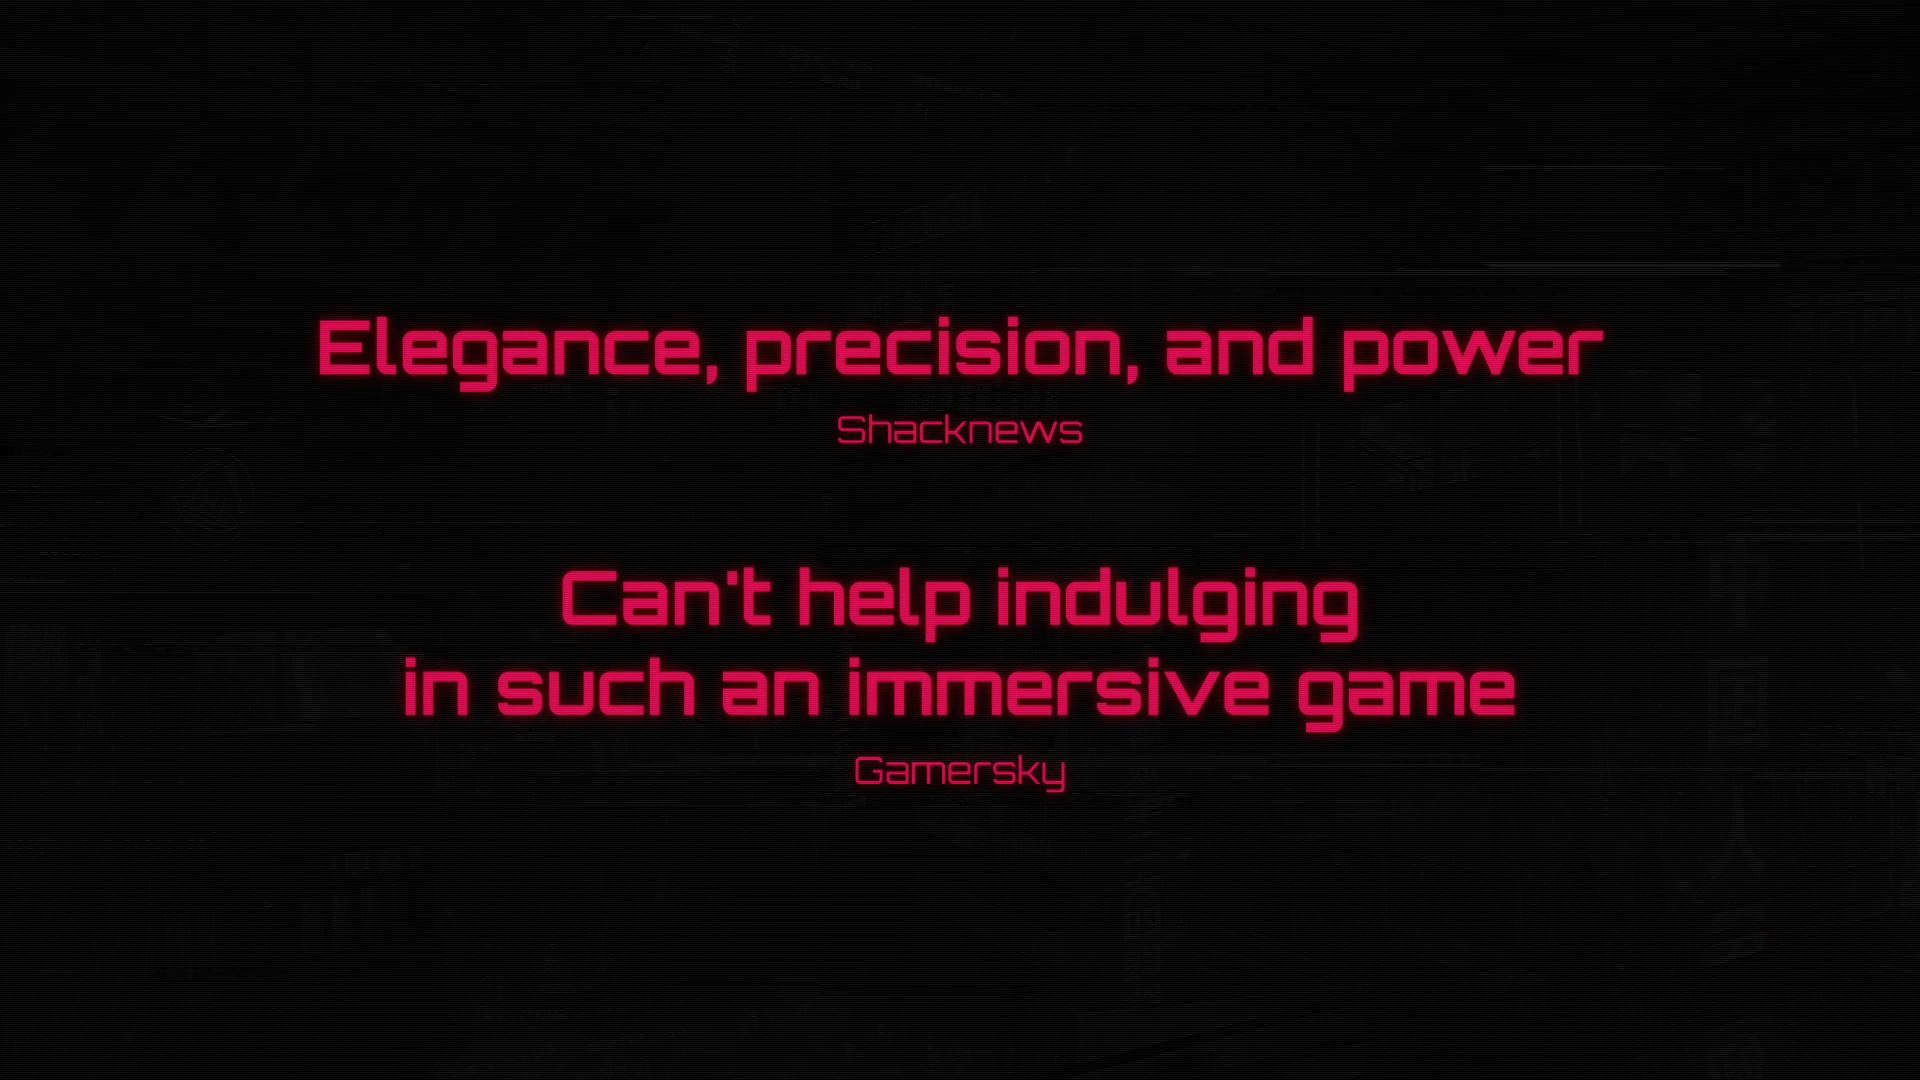 Elegance, precision, and power
Shacknews
Can't help indulging
in such an immersive game
Gamersky